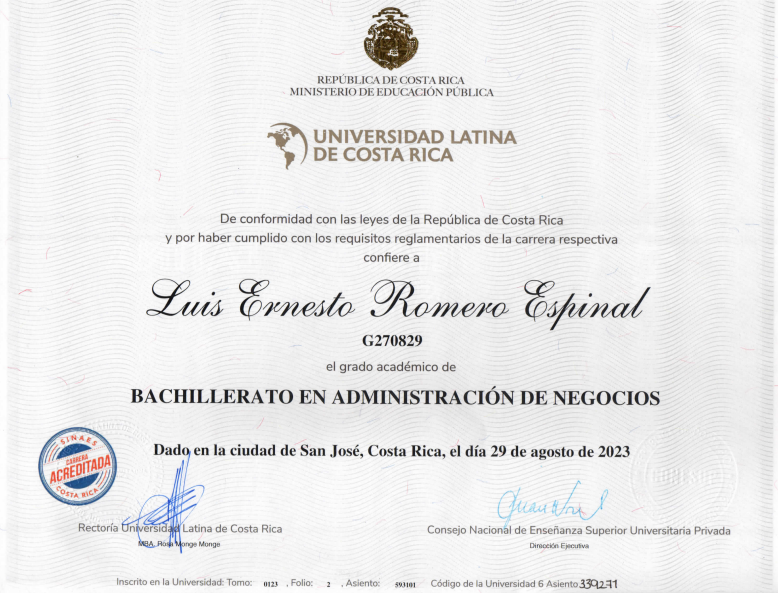 REPÚBLICA DE COSTA RICA
MINISTERIO DE EDUCACIÓN PÚBLICA
UNIVERSIDAD LATINA
DE COSTA RICA
De conformidad con las leyes de la República de Costa Rica
y por haber cumplido con los requisitos reglamentarios de la carrera respectiva
confiere a
Luis Ernesto Romero Espinal
G270829
el grado académico de
BACHILLERATO EN ADMINISTRACIÓN DE NEGOCIOS
SINAES
CARRERA
ACREDITADA
COSTA RICA
Dado en la ciudad de San José, Costa Rica, el día 29 de agosto de 2023
CONESUP
Rectoría Universidad Latina de Costa Rica
MBA. Rosa Monge Monge
Consejo Nacional de Enseñanza Superior Universitaria Privada
Dirección Ejecutiva
Inscrito en la Universidad: Tomo: 0123 , Folio: 2 , Asiento: 593101 Código de la Universidad 6 Asiento 339271